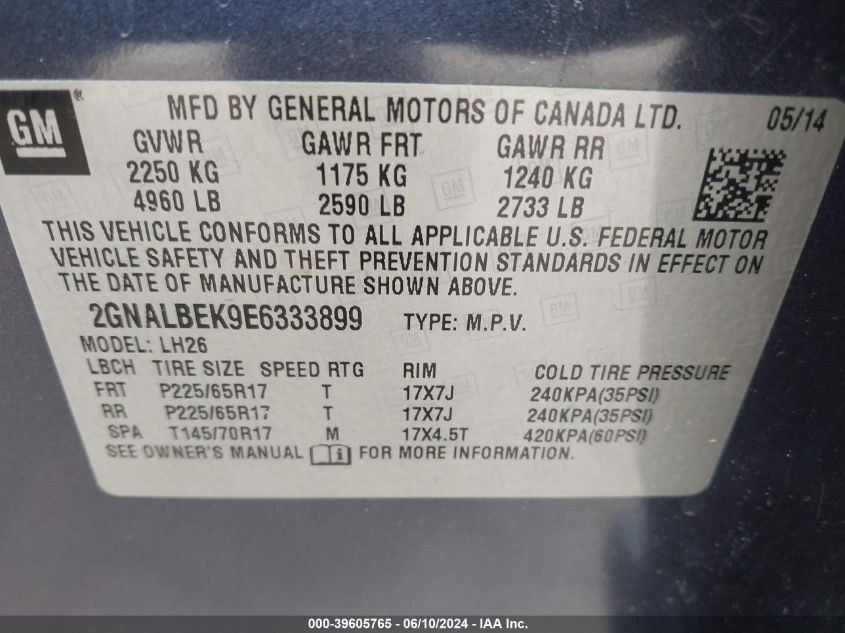 GM®
MFD BY GENERAL MOTORS OF CANADA LTD. 05/14
GVWR GAWR FRT GAWR RR
2250 KG 1175 KG 1240 KG
4960 LB 2590 LB 2733 LB
THIS VEHICLE CONFORMS TO ALL APPLICABLE U.S. FEDERAL MOTOR
VEHICLE SAFETY AND THEFT PREVENTION STANDARDS IN EFFECT ON
THE DATE OF MANUFACTURE SHOWN ABOVE.
2GNALBEK9E6333899 TYPE: M.P.V.
MODEL: LH26
LBCH TIRE SIZE SPEED RTG RIM COLD TIRE PRESSURE
FRT P225/65R17 T 17X7J 240KPA(35PSI)
RR P225/65R17 T 17X7J 240KPA(35PSI)
SPA T145/70R17 M 17X4.5T 420KPA(60PSI)
SEE OWNER'S MANUAL i FOR MORE INFORMATION.
000-39605765 - 06/10/2024 - IAA Inc.